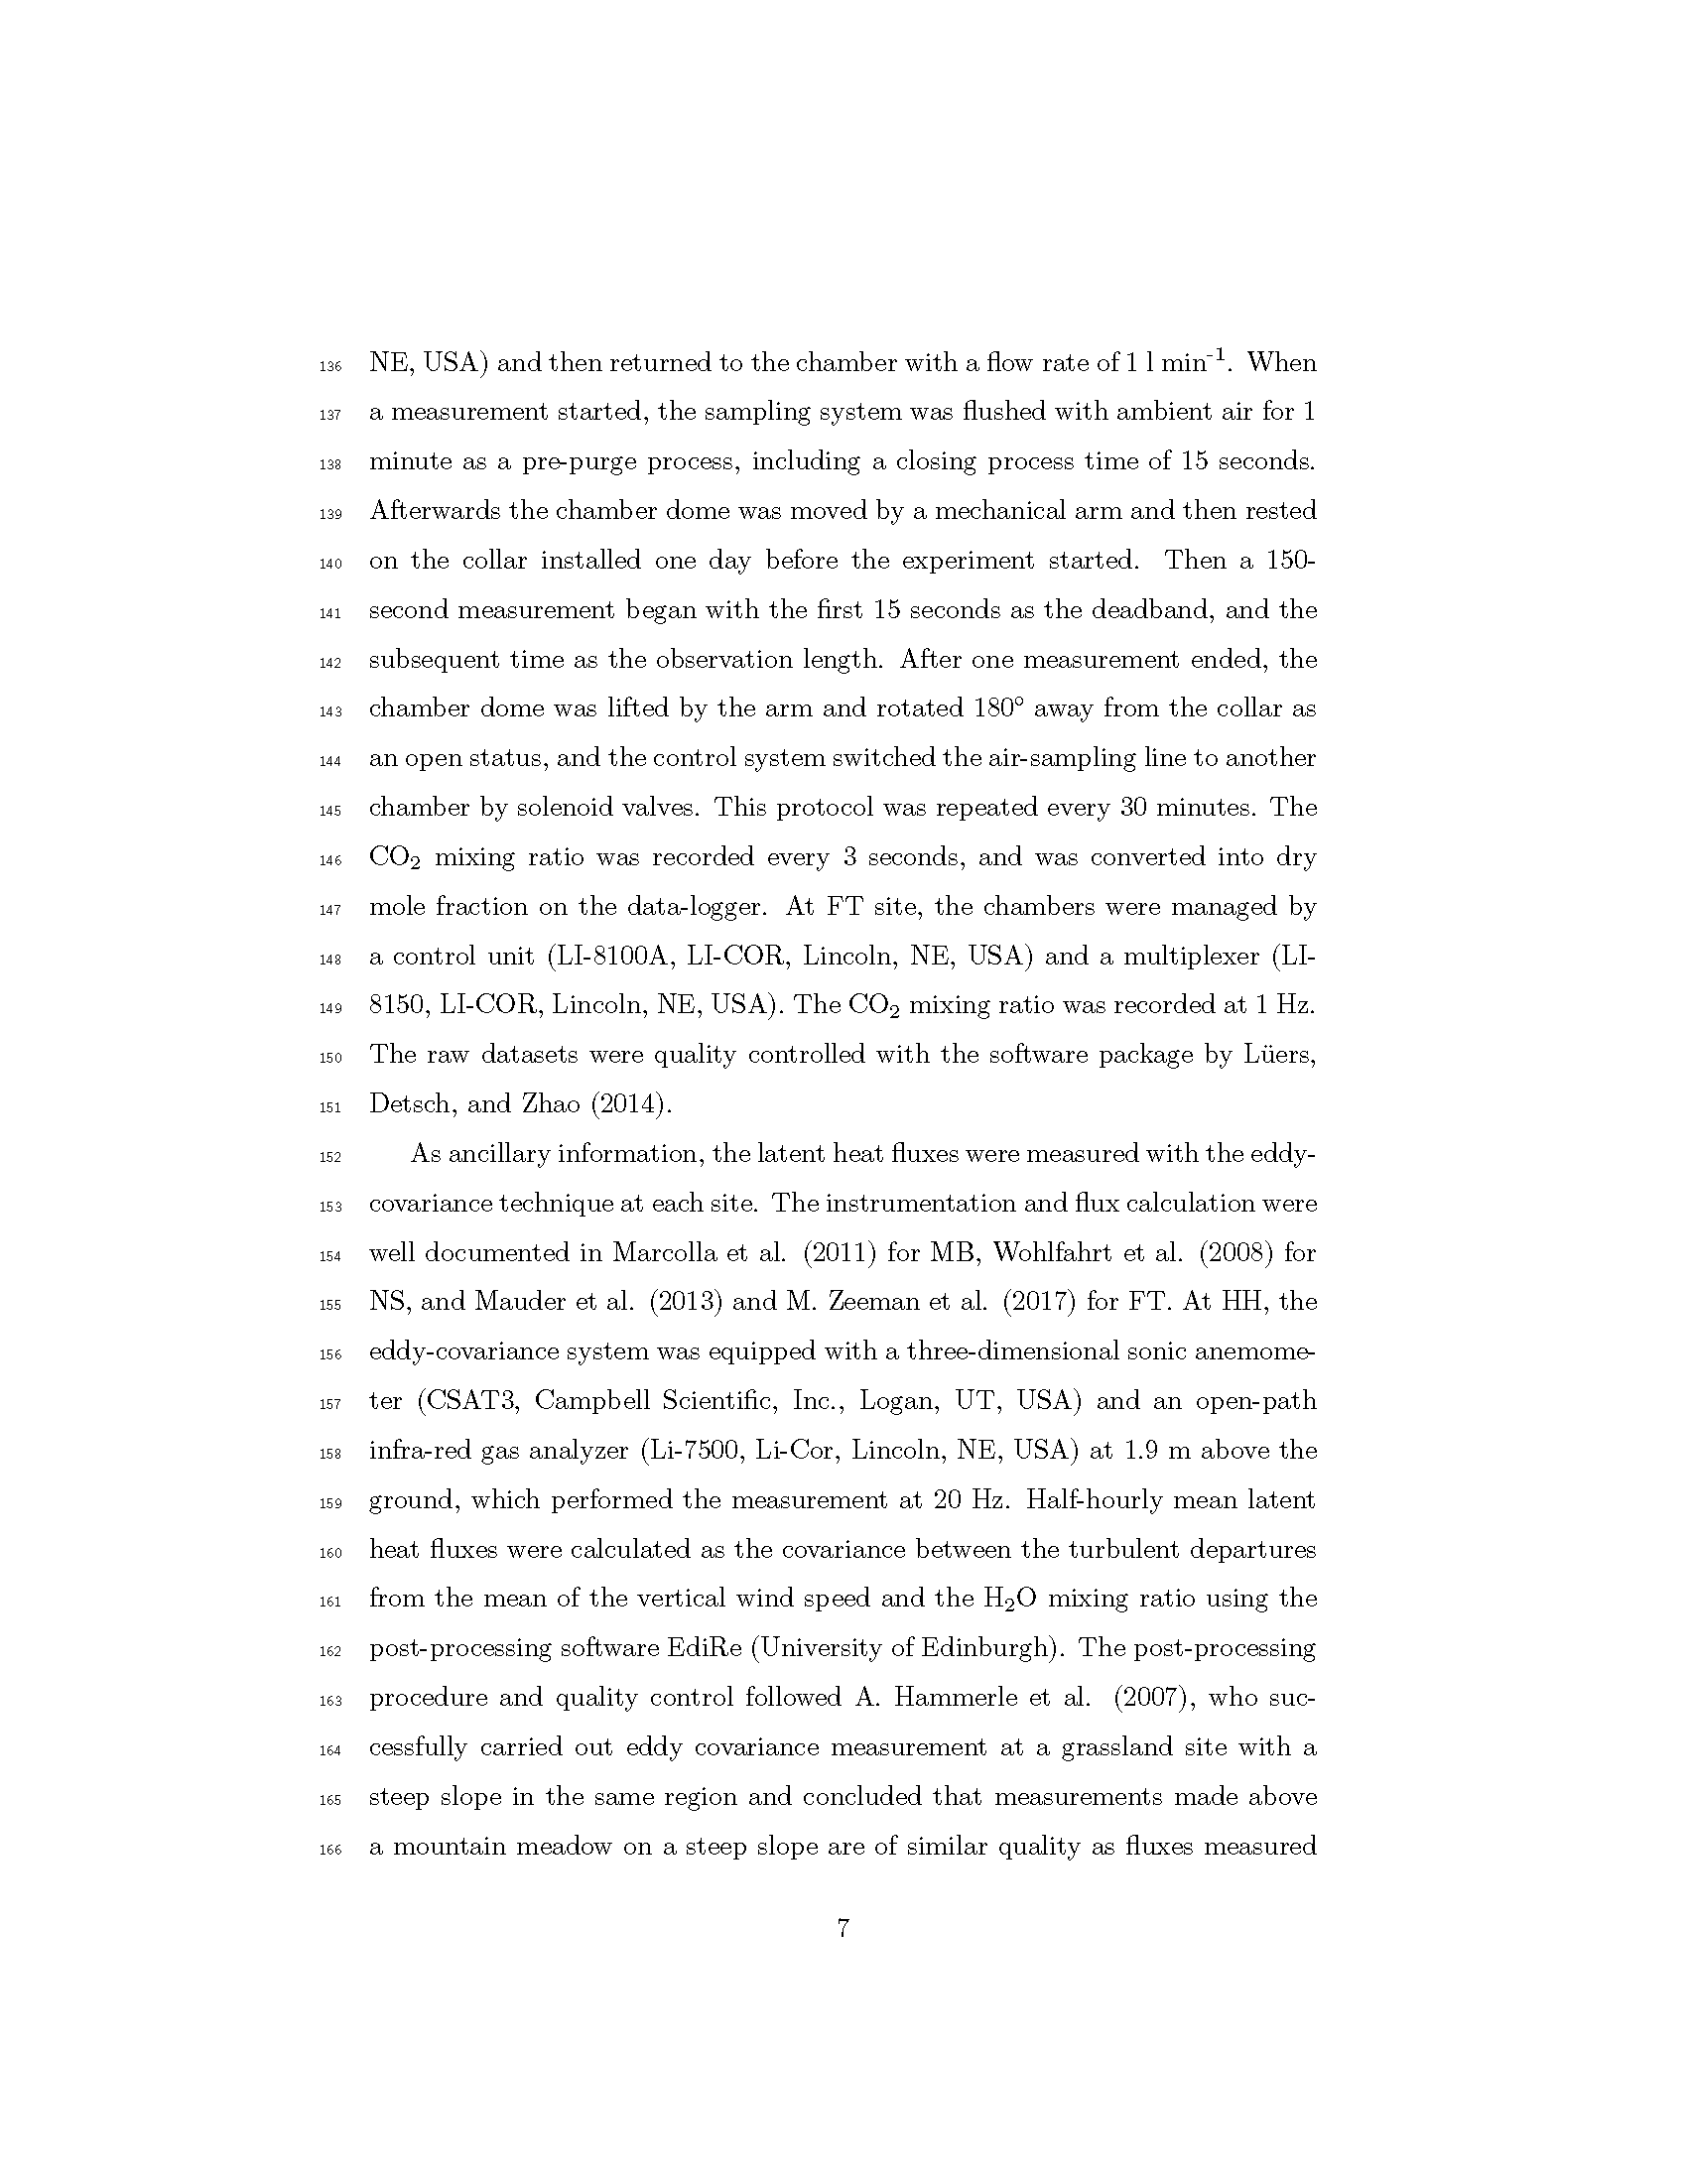 136 NE, USA) and then returned to the chamber with a flow rate of 1 l min-1. When
137 a measurement started, the sampling system was flushed with ambient air for 1
138 minute as a pre-purge process, including a closing process time of 15 seconds.
139 Afterwards the chamber dome was moved by a mechanical arm and then rested
140 on the collar installed one day before the experiment started. Then a 150-
141 second measurement began with the first 15 seconds as the deadband, and the
142 subsequent time as the observation length. After one measurement ended, the
143 chamber dome was lifted by the arm and rotated 180° away from the collar as
144 an open status, and the control system switched the air-sampling line to another
145 chamber by solenoid valves. This protocol was repeated every 30 minutes. The
146 CO2 mixing ratio was recorded every 3 seconds, and was converted into dry
147 mole fraction on the data-logger. At FT site, the chambers were managed by
148 a control unit (LI-8100A, LI-COR, Lincoln, NE, USA) and a multiplexer (LI-
149 8150, LI-COR, Lincoln, NE, USA). The CO2 mixing ratio was recorded at 1 Hz.
150 The raw datasets were quality controlled with the software package by Lüers,
151 Detsch, and Zhao (2014).
152 As ancillary information, the latent heat fluxes were measured with the eddy-
153 covariance technique at each site. The instrumentation and flux calculation were
154 well documented in Marcolla et al. (2011) for MB, Wohlfahrt et al. (2008) for
155 NS, and Mauder et al. (2013) and M. Zeeman et al. (2017) for FT. At HH, the
156 eddy-covariance system was equipped with a three-dimensional sonic anemome-
157 ter (CSAT3, Campbell Scientific, Inc., Logan, UT, USA) and an open-path
158 infra-red gas analyzer (Li-7500, Li-Cor, Lincoln, NE, USA) at 1.9 m above the
159 ground, which performed the measurement at 20 Hz. Half-hourly mean latent
160 heat fluxes were calculated as the covariance between the turbulent departures
161 from the mean of the vertical wind speed and the H2O mixing ratio using the
162 post-processing software EdiRe (University of Edinburgh). The post-processing
163 procedure and quality control followed A. Hammerle et al. (2007), who suc-
164 cessfully carried out eddy covariance measurement at a grassland site with a
165 steep slope in the same region and concluded that measurements made above
166 a mountain meadow on a steep slope are of similar quality as fluxes measured
7